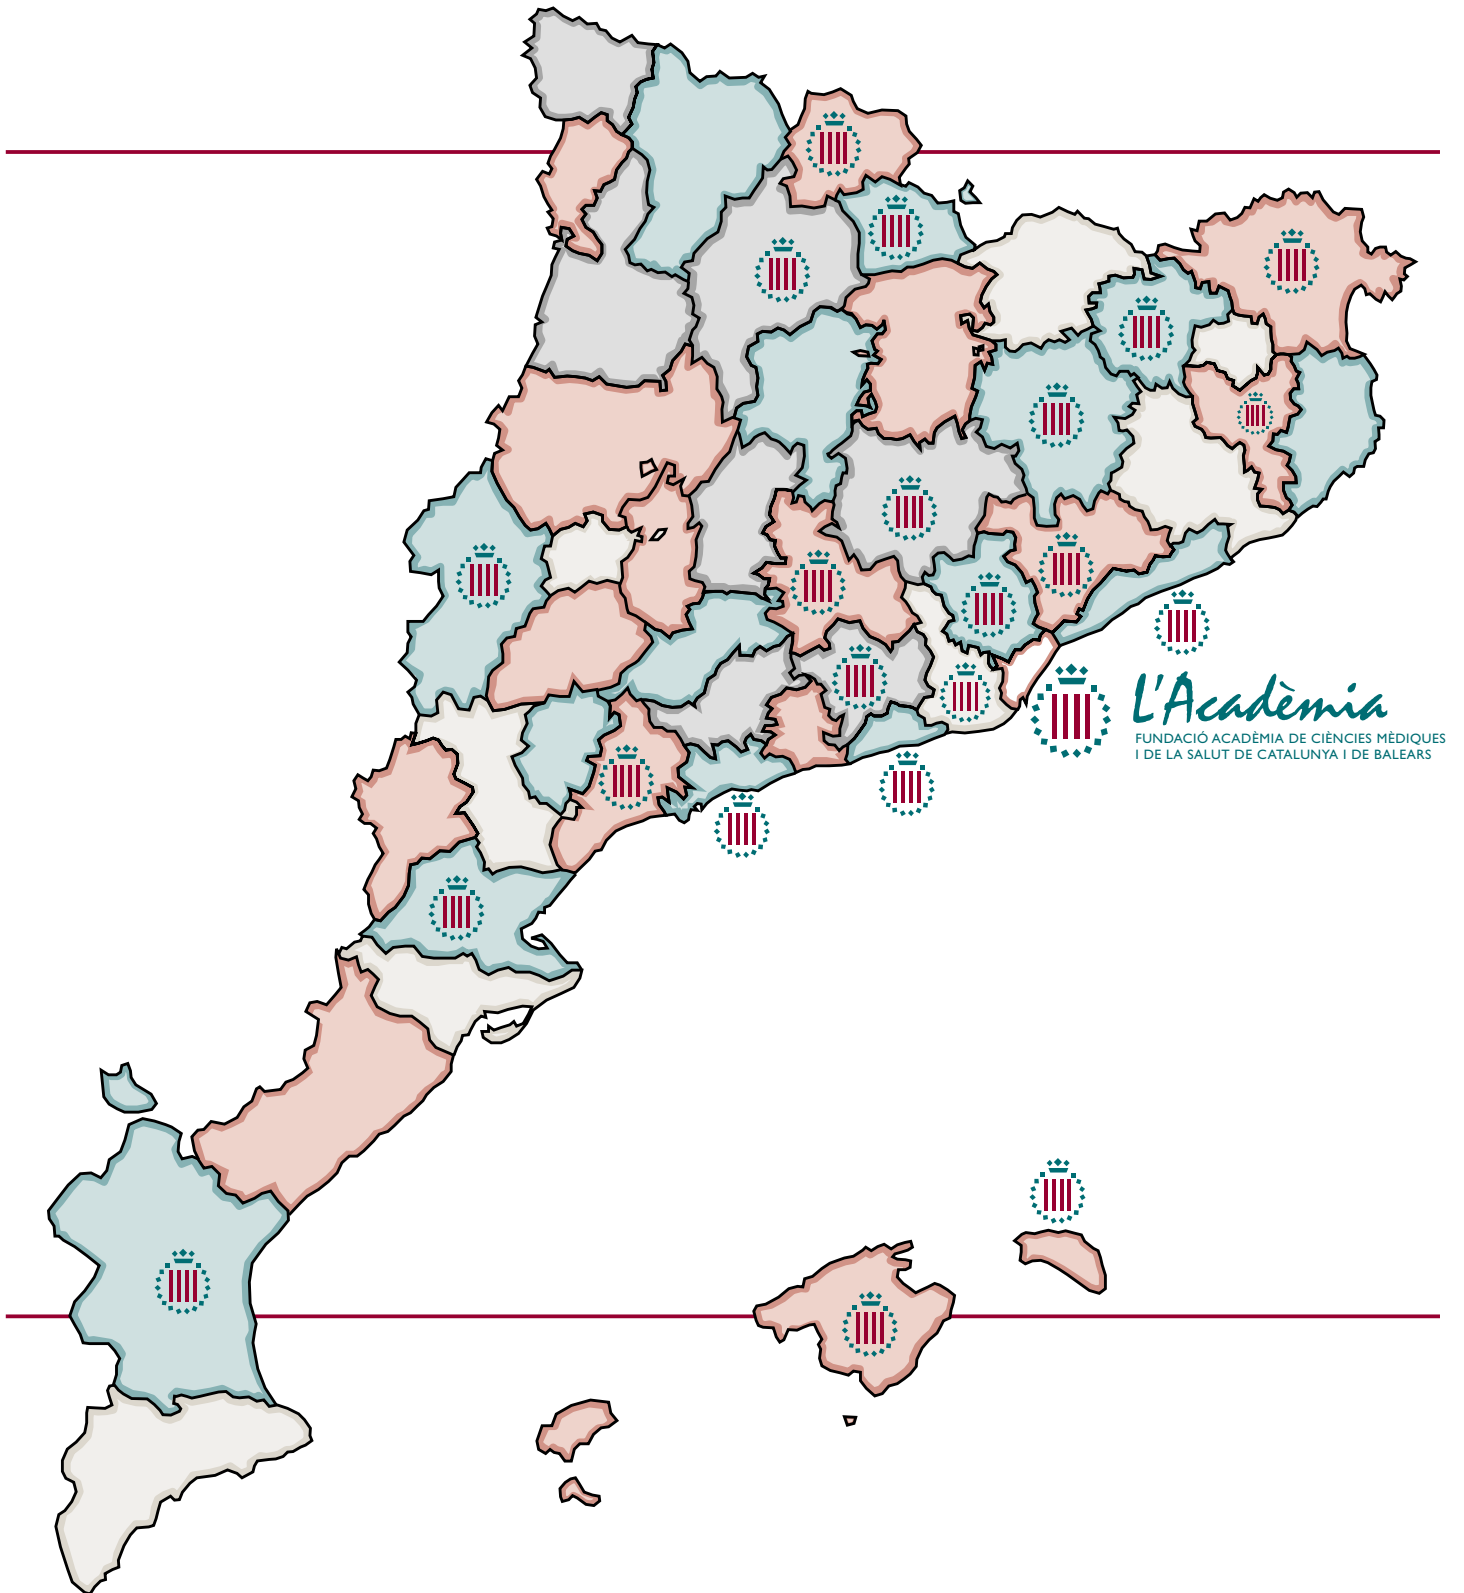 L'Acadèmia
FUNDACIÓ ACADÈMIA DE CIÈNCIES MÈDIQUES
I DE LA SALUT DE CATALUNYA I DE BALEARS